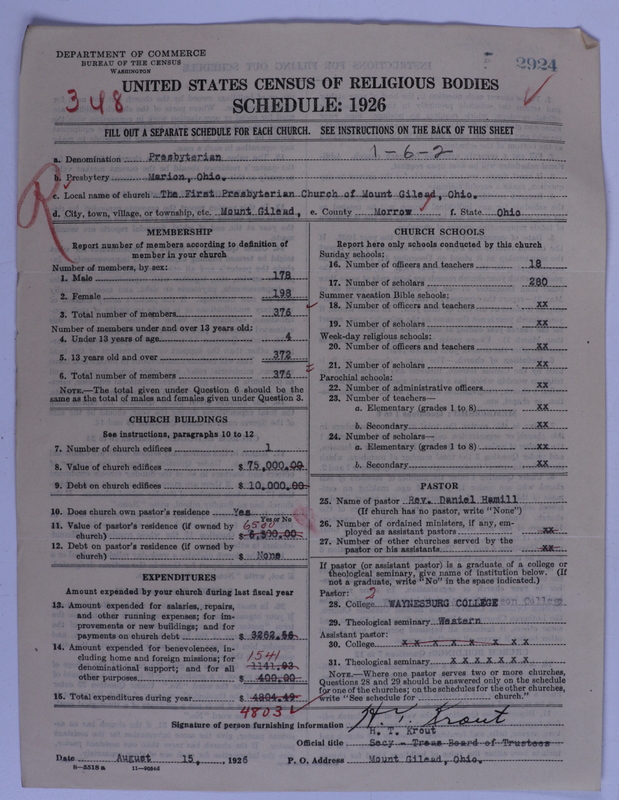 DEPARTMENT OF COMMERCE
BUREAU OF THE CENSUS
WASHINGTON
2924
348
UNITED STATES CENSUS OF RELIGIOUS BODIES
SCHEDULE: 1926
FILL OUT A SEPARATE SCHEDULE FOR EACH CHURCH. SEE INSTRUCTIONS ON THE BACK OF THIS SHEET
1-6-2
a. Denomination Presbyterian
b. Presbytery Marion, Ohio.
R
c. Local name of church The First Presbyterian Church of Mount Gilead, Ohio.
d. City, town, village, or township, etc. Mount Gilead, e. County Morrow f. State Ohio
MEMBERSHIP
Report number of members according to definition of
member in your church
Number of members, by sex:
1. Male 178
2. Female 198
3. Total number of members 376
Number of members under and over 13 years old:
4. Under 13 years of age 4
5. 13 years old and over 372
6. Total number of members 376
NOTE.—The total given under Question 6 should be
same as the total of males and females given under Question 3.
CHURCH BUILDINGS
See instructions, paragraphs 10 to 12
7. Number of church edifices 1
8. Value of church edifices $ 75,000.00
9. Debt on church edifices $ 10,000.00
10. Does church own pastor's residence Yes
Yes or No
11. Value of pastor's residence (if owned by 6500
church) $ 6,500.00
12. Debt on pastor's residence (if owned by
church) $ None
EXPENDITURES
Amount expended by your church during last fiscal year
13. Amount expended for salaries, repairs,
and other running expenses; for im-
provements or new buildings; and for
payments on church debt $ 3262.56
14. Amount expended for benevolences, in-
cluding home and foreign missions; for 1541
denominational support; and for all 1141.93
other purposes $ 400.00
15. Total expenditures during year $ 4804.49
4803
CHURCH SCHOOLS
Report here only schools conducted by this church
Sunday schools:
16. Number of officers and teachers 18
17. Number of scholars 280
Summer vacation Bible schools:
18. Number of officers and teachers xx
19. Number of scholars xx
Week-day religious schools:
20. Number of officers and teachers xx
21. Number of scholars xx
Parochial schools:
22. Number of administrative officers xx
23. Number of teachers—
a. Elementary (grades 1 to 8) xx
b. Secondary xx
24. Number of scholars—
a. Elementary (grades 1 to 8) xx
b. Secondary xx
PASTOR
25. Name of pastor Rev. Daniel Hamill
(If church has no pastor, write "None")
26. Number of ordained ministers, if any, em-
ployed as assistant pastors xx
27. Number of other churches served by the
pastor or his assistants xx
If pastor (or assistant pastor) is a graduate of a college or
theological seminary, give name of institution below. (If
not a graduate, write "No" in the space indicated.)
Pastor: 2
28. College WAYNESBURG COLLEGE
29. Theological seminary Western
Assistant pastor:
30. College x x x x x x x x
31. Theological seminary x x x x x x x
NOTE.—Where one pastor serves two or more churches,
Questions 28 and 29 should be answered only on the schedule
for one of the churches; on the schedules for the other churches,
write "See schedule for church."
Signature of person furnishing information H. T. Krout
H. T. Krout
Official title Secy - Treas Board of Trustees
Date August 15, 1926 P. O. Address Mount Gilead, Ohio.
8-5518 a